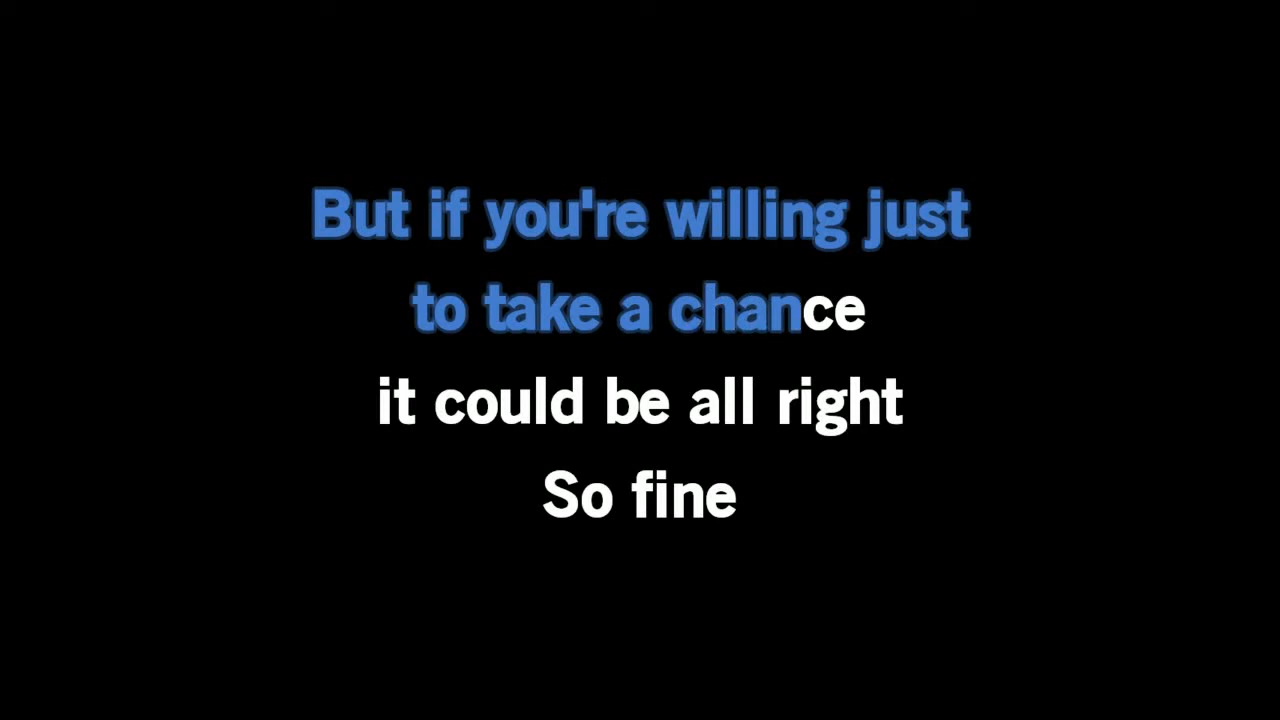 But if you're willing just
to take a chance
it could be all right
So fine